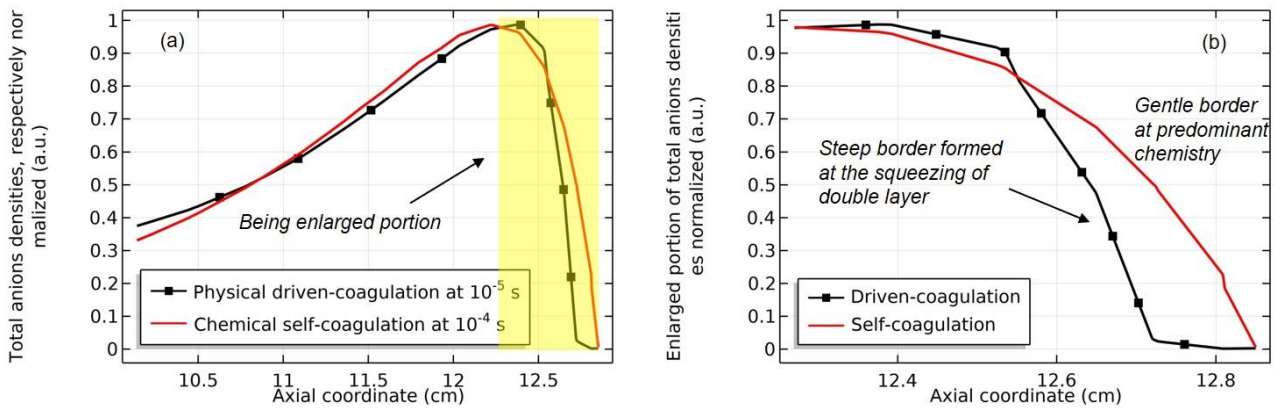 Total anions densities, respectively nor
malized (a.u.)
1
0.9
0.8
0.7
0.6
0.5
0.4
0.3
0.2
0.1
0
(a)
Being enlarged portion
Physical driven-coagulation at 10⁻⁵ s
Chemical self-coagulation at 10⁻⁴ s
10.5 11 11.5 12 12.5
Axial coordinate (cm)
Enlarged portion of total anions densiti
es normalized (a.u.)
1
0.9
0.8
0.7
0.6
0.5
0.4
0.3
0.2
0.1
0
(b)
Gentle border
at predominant
chemistry
Steep border formed
at the squeezing of
double layer
Driven-coagulation
Self-coagulation
12.4 12.6 12.8
Axial coordinate (cm)